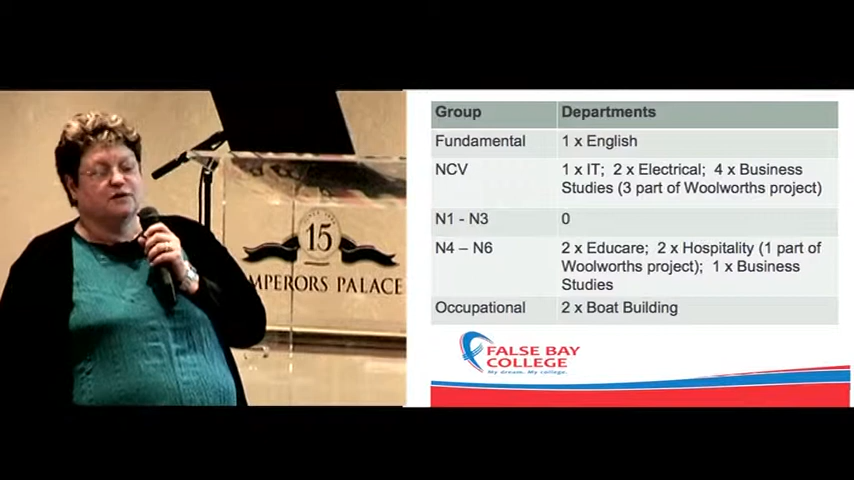 15
EMPERORS PALACE
Group Departments
Fundamental 1 x English
NCV 1 x IT; 2 x Electrical; 4 x Business
Studies (3 part of Woolworths project)
N1 - N3 0
N4 – N6 2 x Educare; 2 x Hospitality (1 part of
Woolworths project); 1 x Business
Studies
Occupational 2 x Boat Building
FALSE BAY
COLLEGE
My dream. My college.